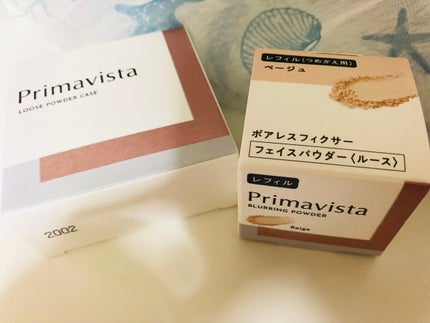 Primavista
LOOSE POWDER CASE
2002
レフィル〈つめかえ用〉
ベージュ
ポアレスフィクサー
フェイスパウダー〈ルース〉
レフィル
Primavista
BLURRING POWDER
Beige